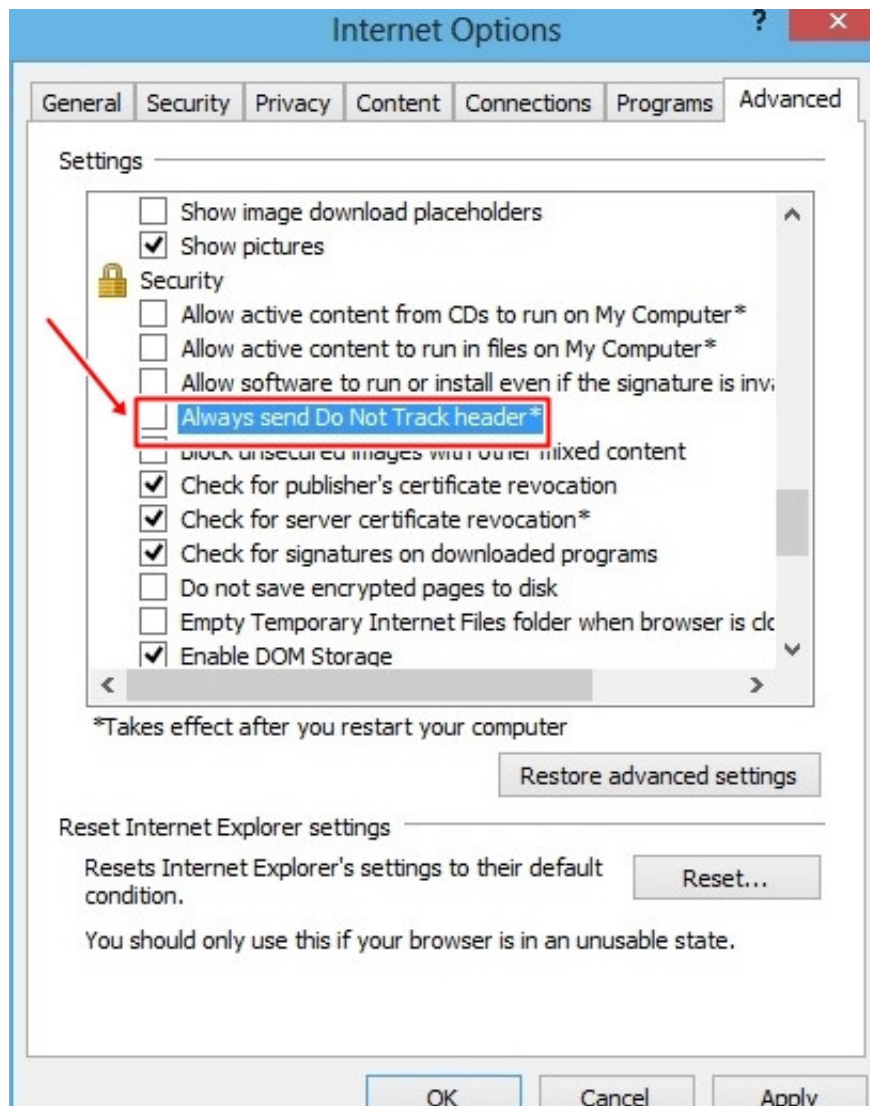 Internet Options
?
General Security Privacy Content Connections Programs Advanced
Settings
Show image download placeholders
Show pictures
Security
Allow active content from CDs to run on My Computer*
Allow active content to run in files on My Computer*
Allow software to run or install even if the signature is inv
Always send Do Not Track header*
Block unsecured images with other mixed content
Check for publisher's certificate revocation
Check for server certificate revocation*
Check for signatures on downloaded programs
Do not save encrypted pages to disk
Empty Temporary Internet Files folder when browser is clo
Enable DOM Storage
*Takes effect after you restart your computer
Restore advanced settings
Reset Internet Explorer settings
Resets Internet Explorer's settings to their default
condition.
Reset...
You should only use this if your browser is in an unusable state.
OK Cancel Apply